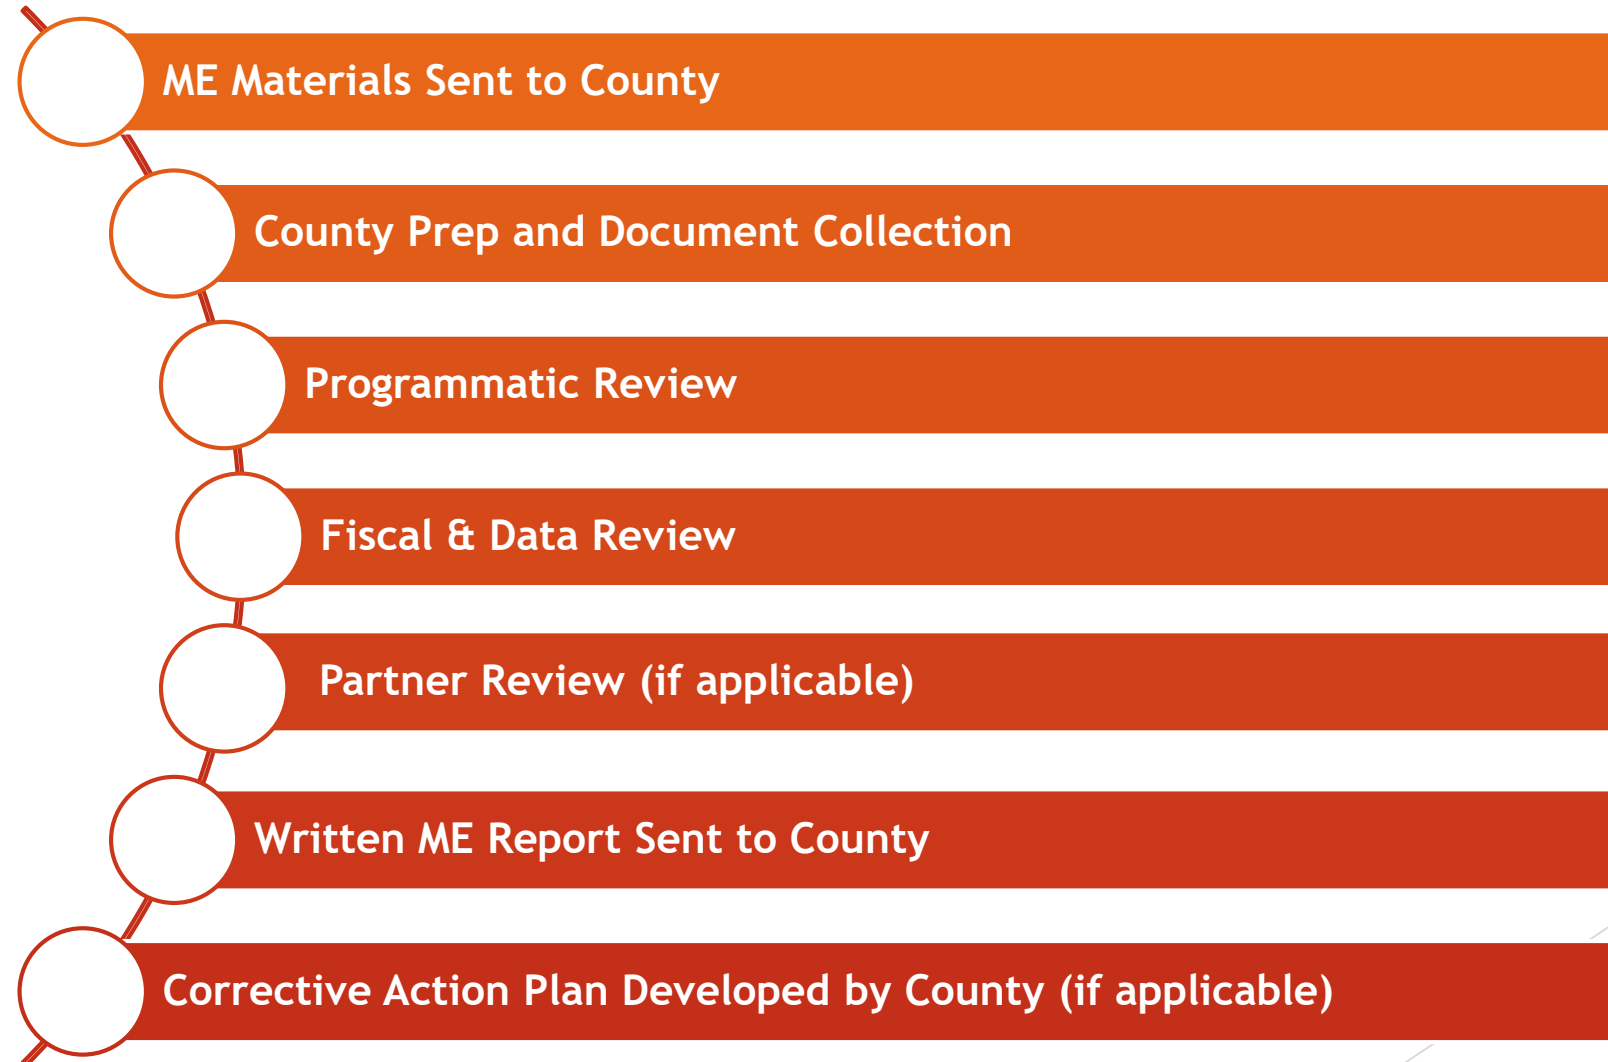 ME Materials Sent to County
County Prep and Document Collection
Programmatic Review
Fiscal & Data Review
Partner Review (if applicable)
Written ME Report Sent to County
Corrective Action Plan Developed by County (if applicable)